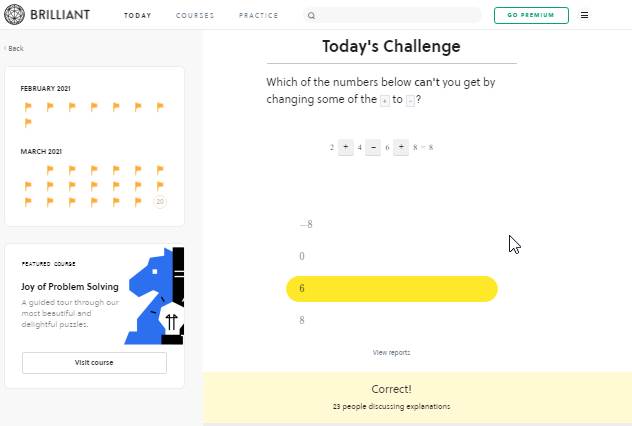 BRILLIANT TODAY COURSES PRACTICE GO PREMIUM
Back
FEBRUARY 2021
MARCH 2021
20
FEATURED COURSE
Joy of Problem Solving
A guided tour through our
most beautiful and
delightful puzzles.
Visit course
Today's Challenge
Which of the numbers below can't you get by
changing some of the + to - ?
2 + 4 − 6 + 8 = 8
−8
0
6
8
View reports
Correct!
23 people discussing explanations